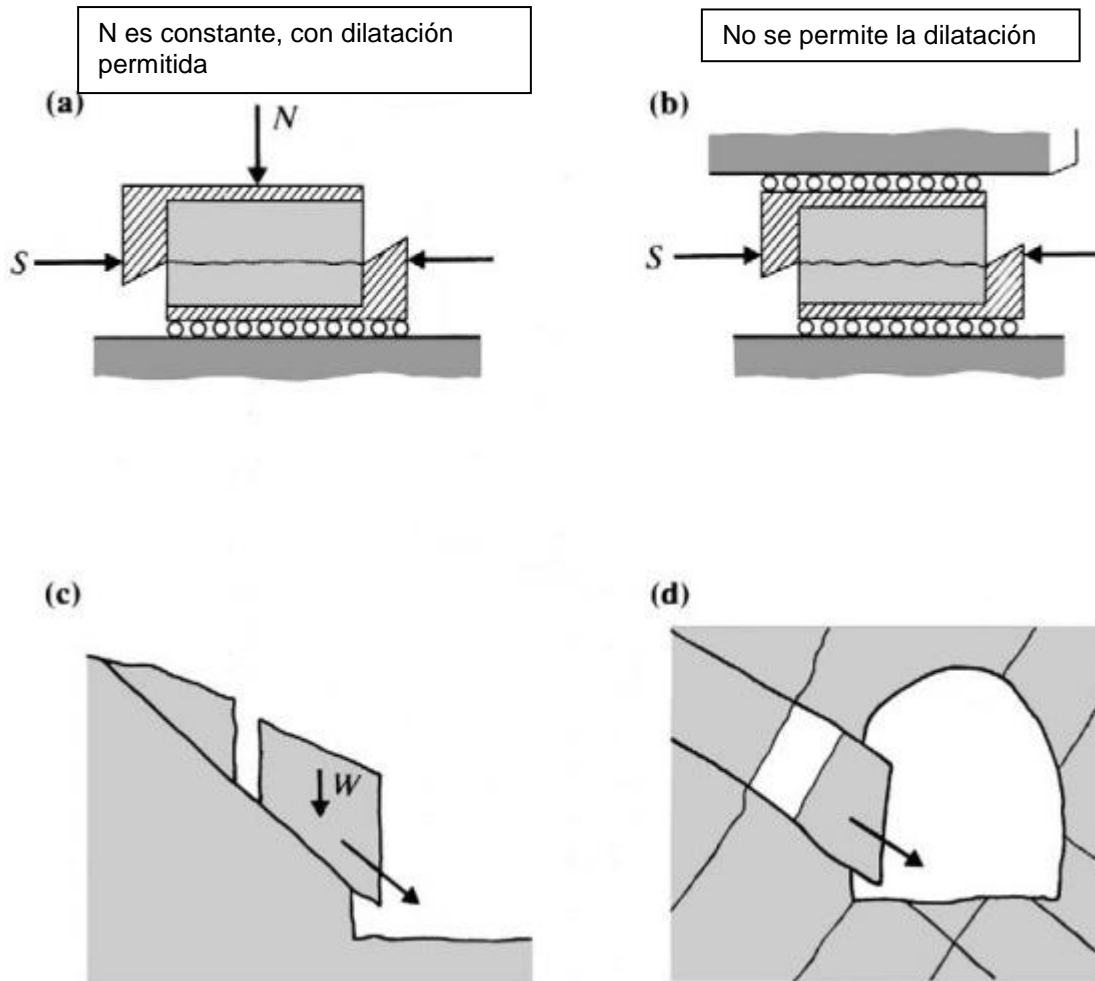 N es constante, con dilatación
permitida
No se permite la dilatación
(a)
N
S
(b)
S
(c)
W
(d)